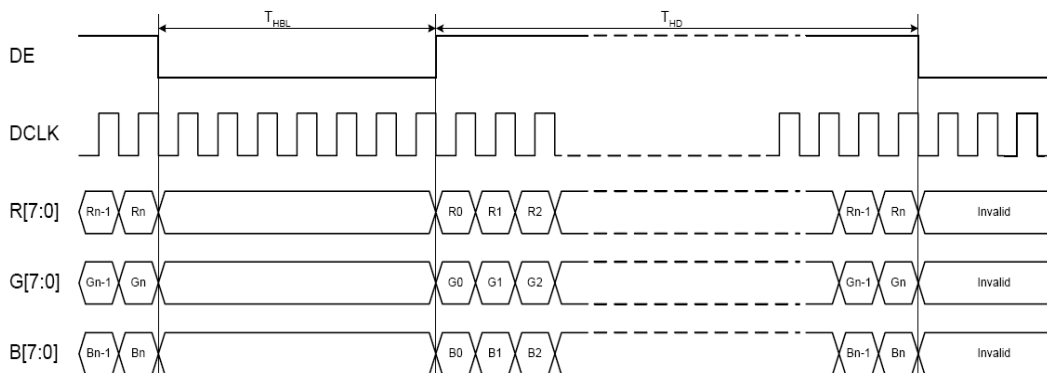 THBL THD
DE
DCLK
R[7:0] Rn-1 Rn R0 R1 R2 Rn-1 Rn Invalid
G[7:0] Gn-1 Gn G0 G1 G2 Gn-1 Gn Invalid
B[7:0] Bn-1 Bn B0 B1 B2 Bn-1 Bn Invalid